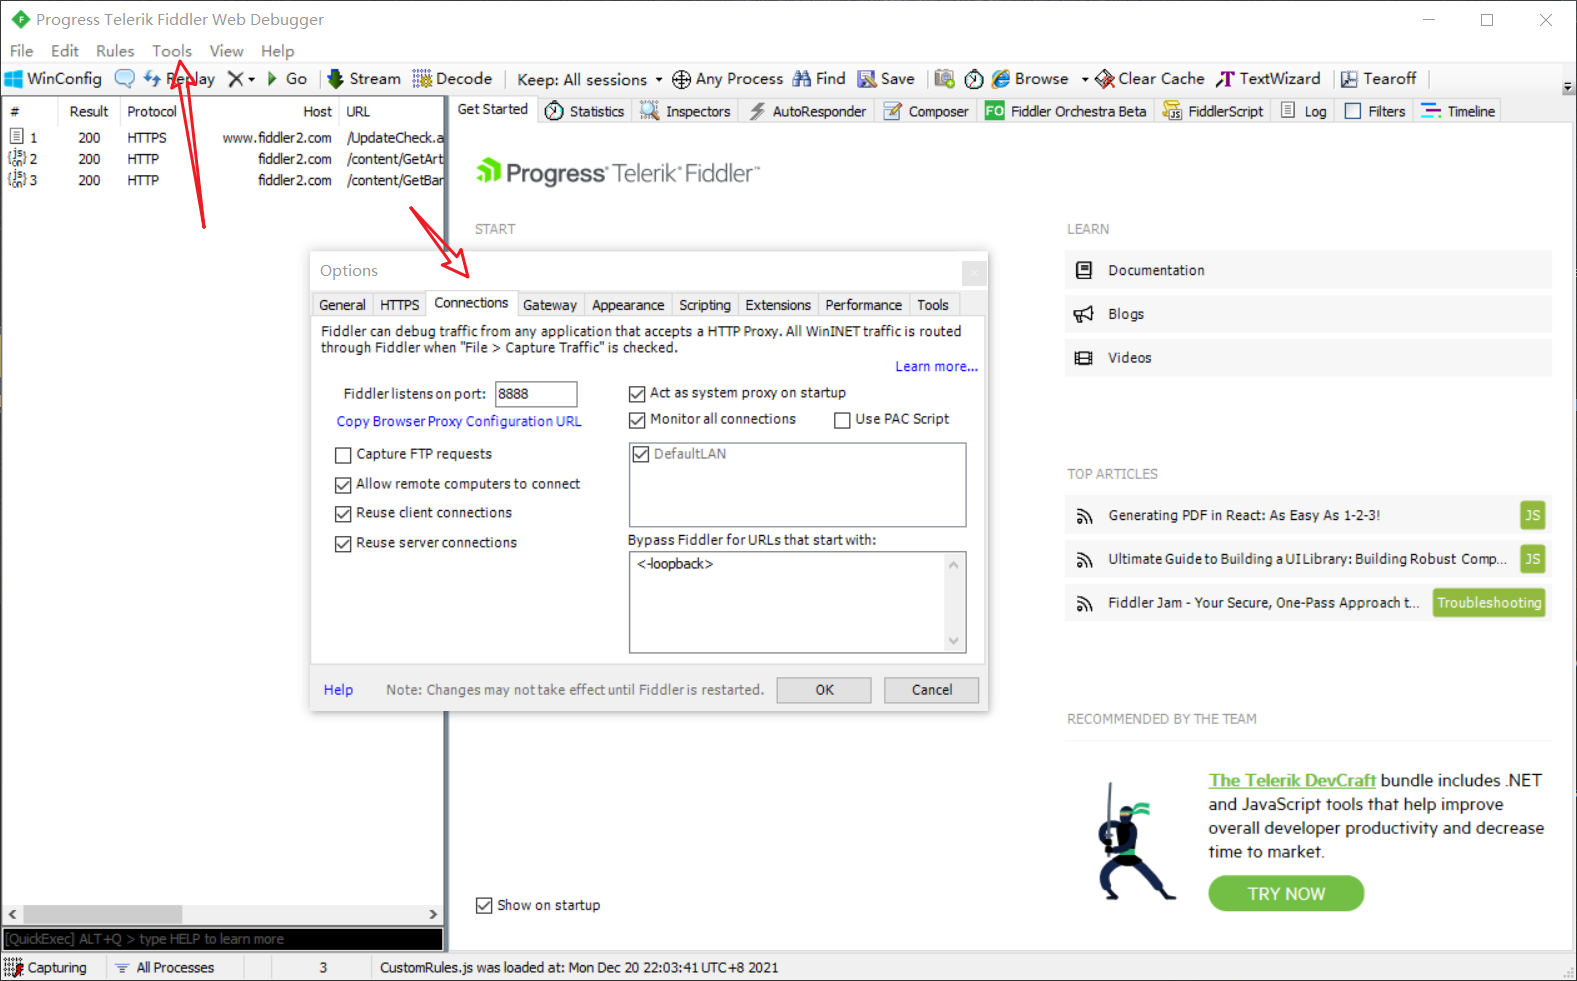 Progress Telerik Fiddler Web Debugger
File Edit Rules Tools View Help
WinConfig Replay Go Stream Decode Keep: All sessions Any Process Find Save Browse Clear Cache TextWizard Tearoff
# Result Protocol Host URL
1 200 HTTPS www.fiddler2.com /UpdateCheck.a
2 200 HTTP fiddler2.com /content/GetArt
3 200 HTTP fiddler2.com /content/GetBar
Get Started Statistics Inspectors AutoResponder Composer FO Fiddler Orchestra Beta FiddlerScript Log Filters Timeline
Progress Telerik Fiddler
START
Options
General HTTPS Connections Gateway Appearance Scripting Extensions Performance Tools
Fiddler can debug traffic from any application that accepts a HTTP Proxy. All WinINET traffic is routed
through Fiddler when "File > Capture Traffic" is checked.
Learn more...
Fiddler listens on port: 8888
Copy Browser Proxy Configuration URL
Capture FTP requests
Allow remote computers to connect
Reuse client connections
Reuse server connections
Act as system proxy on startup
Monitor all connections Use PAC Script
DefaultLAN
Bypass Fiddler for URLs that start with:
<-loopback>
Help Note: Changes may not take effect until Fiddler is restarted. OK Cancel
LEARN
Documentation
Blogs
Videos
TOP ARTICLES
Generating PDF in React: As Easy As 1-2-3! JS
Ultimate Guide to Building a UI Library: Building Robust Comp... JS
Fiddler Jam - Your Secure, One-Pass Approach t... Troubleshooting
RECOMMENDED BY THE TEAM
The Telerik DevCraft bundle includes .NET
and JavaScript tools that help improve
overall developer productivity and decrease
time to market.
TRY NOW
Show on startup
[QuickExec] ALT+Q > type HELP to learn more
Capturing All Processes 3 CustomRules.js was loaded at: Mon Dec 20 22:03:41 UTC+8 2021